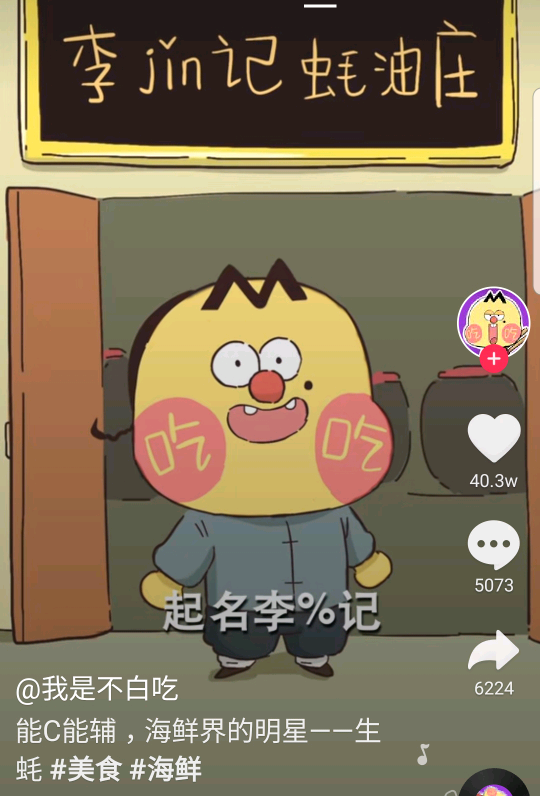 李jin记蚝油庄
吃 吃
40.3w
5073
起名李%记
6224
@我是不白吃
能C能辅，海鲜界的明星——生
蚝 #美食 #海鲜